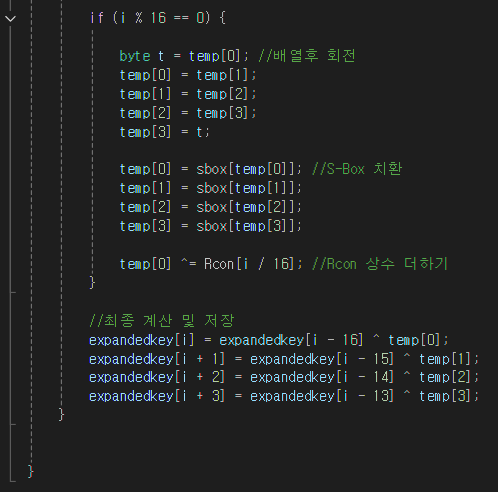 if (i % 16 == 0) {
byte t = temp[0]; //배열후 회전
temp[0] = temp[1];
temp[1] = temp[2];
temp[2] = temp[3];
temp[3] = t;
temp[0] = sbox[temp[0]]; //S-Box 치환
temp[1] = sbox[temp[1]];
temp[2] = sbox[temp[2]];
temp[3] = sbox[temp[3]];
temp[0] ^= Rcon[i / 16]; //Rcon 상수 더하기
}
//최종 계산 및 저장
expandedkey[i] = expandedkey[i - 16] ^ temp[0];
expandedkey[i + 1] = expandedkey[i - 15] ^ temp[1];
expandedkey[i + 2] = expandedkey[i - 14] ^ temp[2];
expandedkey[i + 3] = expandedkey[i - 13] ^ temp[3];
}
}